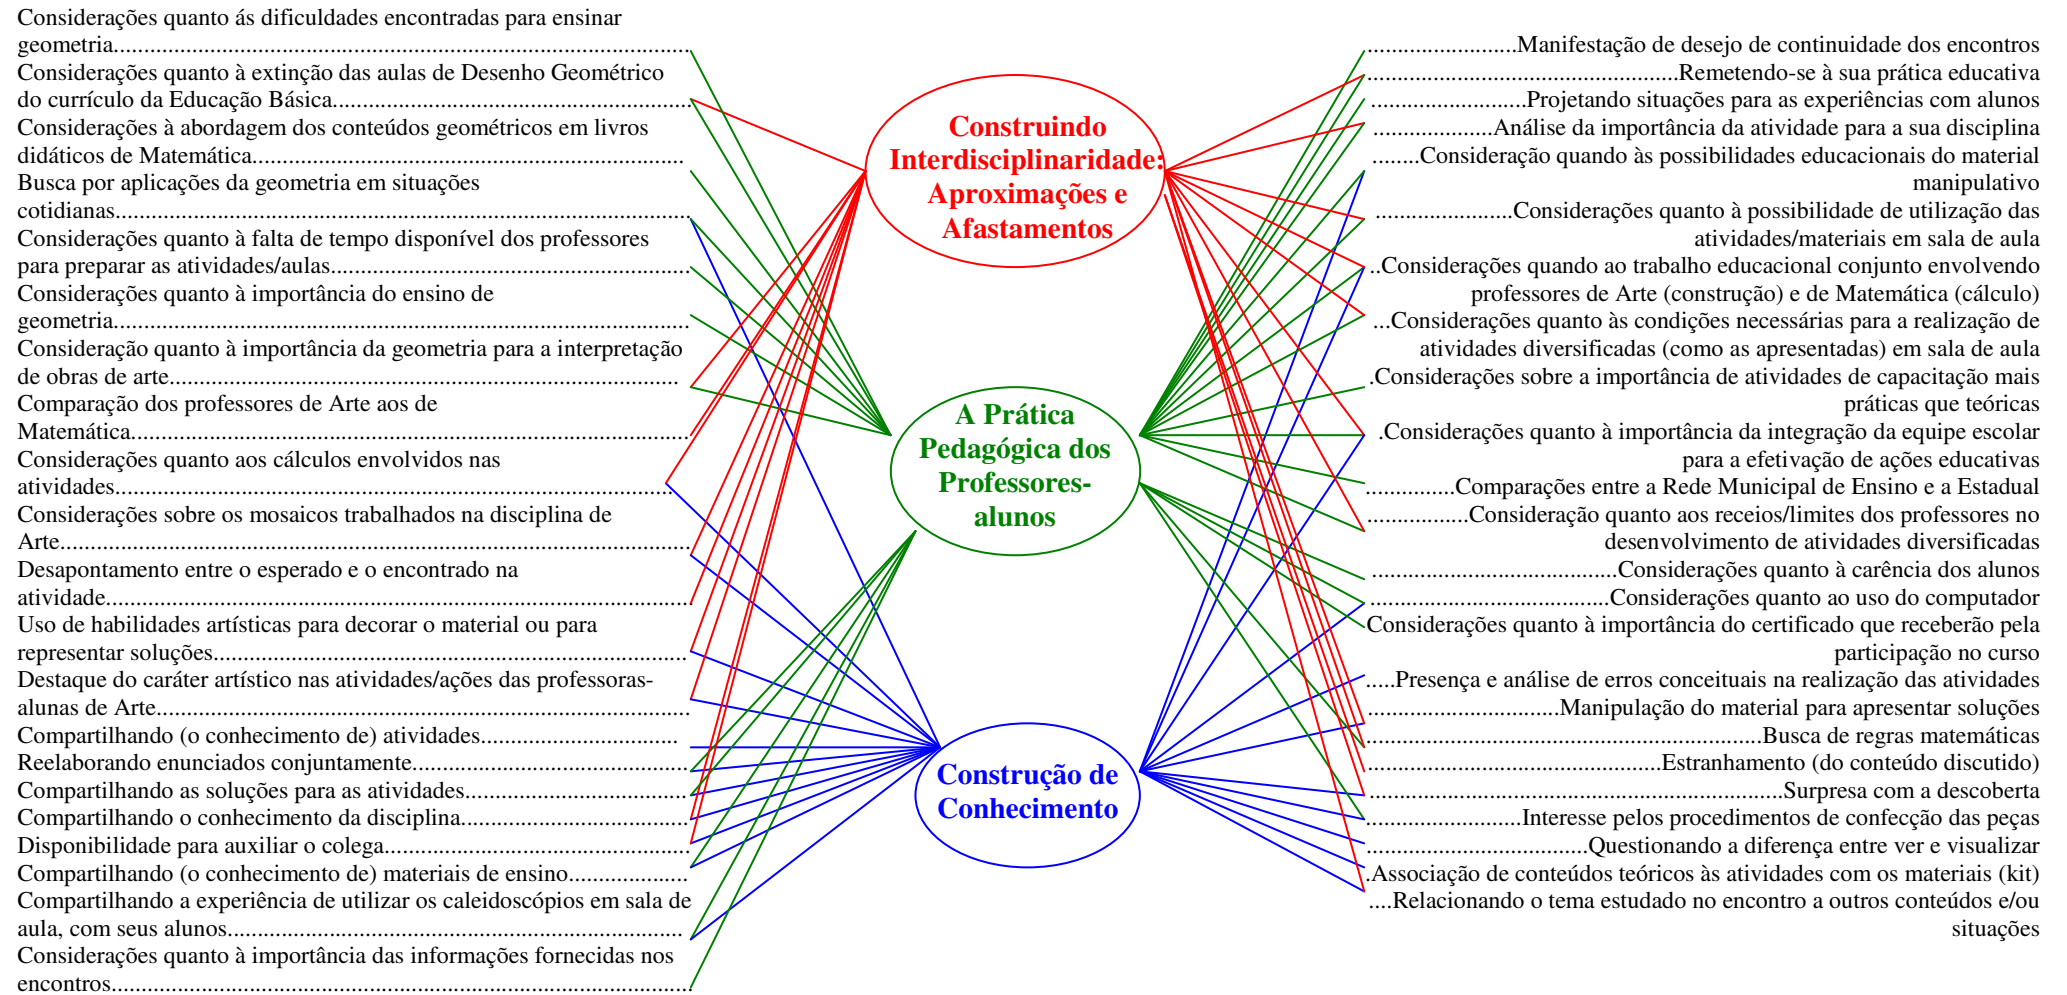 Considerações quanto ás dificuldades encontradas para ensinar
geometria...............................................................................................
Considerações quanto à extinção das aulas de Desenho Geométrico
do currículo da Educação Básica...........................................................
Considerações à abordagem dos conteúdos geométricos em livros
didáticos de Matemática.......................................................................
Busca por aplicações da geometria em situações
cotidianas..............................................................................................
Considerações quanto à falta de tempo disponível dos professores
para preparar as atividades/aulas...........................................................
Considerações quanto à importância do ensino de
geometria...............................................................................................
Consideração quanto à importância da geometria para a interpretação
de obras de arte....................................................................................
Comparação dos professores de Arte aos de
Matemática............................................................................................
Considerações quanto aos cálculos envolvidos nas
atividades............................................................................................
Considerações sobre os mosaicos trabalhados na disciplina de
Arte........................................................................................................
Desapontamento entre o esperado e o encontrado na
atividade.................................................................................................
Uso de habilidades artísticas para decorar o material ou para
representar soluções..............................................................................
Destaque do caráter artístico nas atividades/ações das professoras-
alunas de Arte........................................................................................
Compartilhando (o conhecimento de) atividades................................
Reelaborando enunciados conjuntamente.............................................
Compartilhando as soluções para as atividades.....................................
Compartilhando o conhecimento da disciplina.....................................
Disponibilidade para auxiliar o colega..................................................
Compartilhando (o conhecimento de) materiais de ensino....................
Compartilhando a experiência de utilizar os caleidoscópios em sala de
aula, com seus alunos...........................................................................
Considerações quanto à importância das informações fornecidas nos
encontros................................................................................................
Construindo
Interdisciplinaridade:
Aproximações e
Afastamentos
A Prática
Pedagógica dos
Professores-
alunos
Construção de
Conhecimento
.........................Manifestação de desejo de continuidade dos encontros
....................................................Remetendo-se à sua prática educativa
..........................Projetando situações para as experiências com alunos
....................Análise da importância da atividade para a sua disciplina
........Consideração quando às possibilidades educacionais do material
manipulativo
.......................Considerações quanto à possibilidade de utilização das
atividades/materiais em sala de aula
..Considerações quando ao trabalho educacional conjunto envolvendo
professores de Arte (construção) e de Matemática (cálculo)
...Considerações quanto às condições necessárias para a realização de
atividades diversificadas (como as apresentadas) em sala de aula
.Considerações sobre a importância de atividades de capacitação mais
práticas que teóricas
.Considerações quanto à importância da integração da equipe escolar
para a efetivação de ações educativas
...............Comparações entre a Rede Municipal de Ensino e a Estadual
.................Consideração quanto aos receios/limites dos professores no
desenvolvimento de atividades diversificadas
.........................................Considerações quanto à carência dos alunos
........................................Considerações quanto ao uso do computador
Considerações quanto à importância do certificado que receberão pela
participação no curso
.....Presença e análise de erros conceituais na realização das atividades
................................Manipulação do material para apresentar soluções
..................................................................Busca de regras matemáticas
.................................................Estranhamento (do conteúdo discutido)
.....................................................................Surpresa com a descoberta
..........................Interesse pelos procedimentos de confecção das peças
.....................................Questionando a diferença entre ver e visualizar
.Associação de conteúdos teóricos às atividades com os materiais (kit)
....Relacionando o tema estudado no encontro a outros conteúdos e/ou
situações